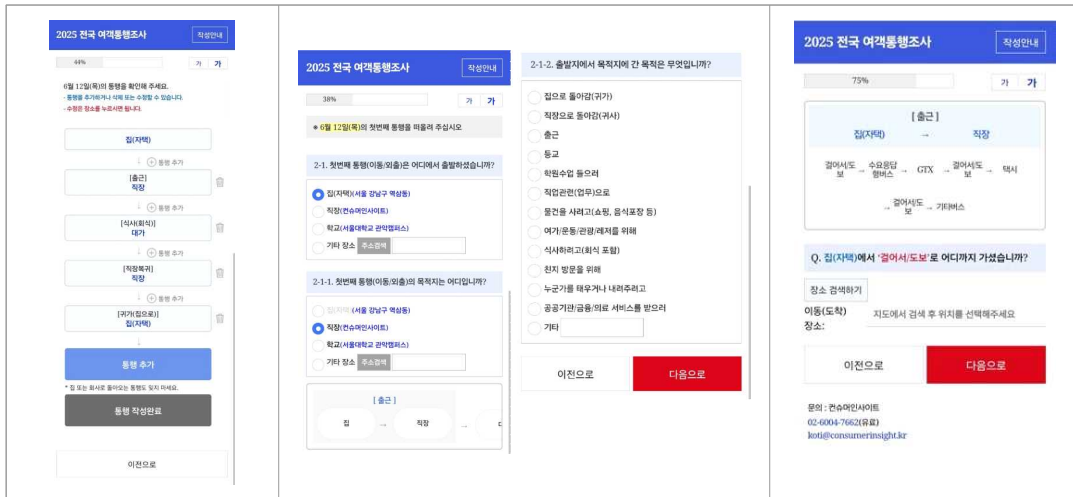 2025 전국 여객통행조사
작성안내
44%
가 가
6월 12일(목)의 통행을 확인해 주세요.
- 통행을 추가하거나 삭제 또는 수정할 수 있습니다.
- 수정은 장소를 누르시면 됩니다.
집(자택)
↓ ⊕ 통행 추가
[출근]
직장
↓ ⊕ 통행 추가
[식사(회식)]
대가
↓ ⊕ 통행 추가
[직장복귀]
직장
↓ ⊕ 통행 추가
[귀가(집으로)]
집(자택)
↓
통행 추가
* 집 또는 회사로 돌아오는 통행도 잊지 마세요.
통행 작성완료
이전으로
2025 전국 여객통행조사
작성안내
38%
가 가
※ 6월 12일(목)의 첫번째 통행을 떠올려 주십시오
2-1. 첫번째 통행(이동/외출)은 어디에서 출발하셨습니까?
집(자택)(서울 강남구 역삼동)
직장(컨슈머인사이트)
학교(서울대학교 관악캠퍼스)
기타 장소 주소검색
2-1-1. 첫번째 통행(이동/외출)의 목적지는 어디입니까?
집(자택)(서울 강남구 역삼동)
직장(컨슈머인사이트)
학교(서울대학교 관악캠퍼스)
기타 장소 주소검색
[ 출근 ]
집 → 직장 →
2-1-2. 출발지에서 목적지에 간 목적은 무엇입니까?
집으로 돌아감(귀가)
직장으로 돌아감(귀사)
출근
등교
학원수업 들으러
직업관련(업무)으로
물건을 사려고(쇼핑, 음식포장 등)
여가/운동/관광/레저를 위해
식사하려고(회식 포함)
친지 방문을 위해
누군가를 태우거나 내려주려고
공공기관/금융/의료 서비스를 받으러
기타
이전으로
다음으로
2025 전국 여객통행조사
작성안내
75%
가 가
[ 출근 ]
집(자택) → 직장
걸어서/도보 → 수요응답형버스 → GTX → 걸어서/도보 → 택시
→ 걸어서/도보 → 기타버스
Q. 집(자택)에서 '걸어서/도보'로 어디까지 가셨습니까?
장소 검색하기
이동(도착)
장소: 지도에서 검색 후 위치를 선택해주세요
이전으로
다음으로
문의 : 컨슈머인사이트
02-6004-7662(유료)
koti@consumerinsight.kr